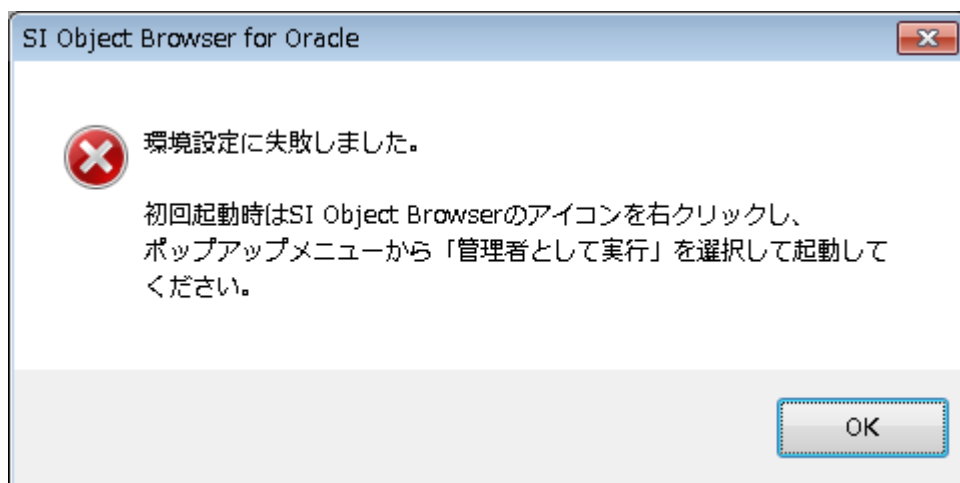 SI Object Browser for Oracle
環境設定に失敗しました。
初回起動時はSI Object Browserのアイコンを右クリックし、
ポップアップメニューから「管理者として実行」を選択して起動して
ください。
OK